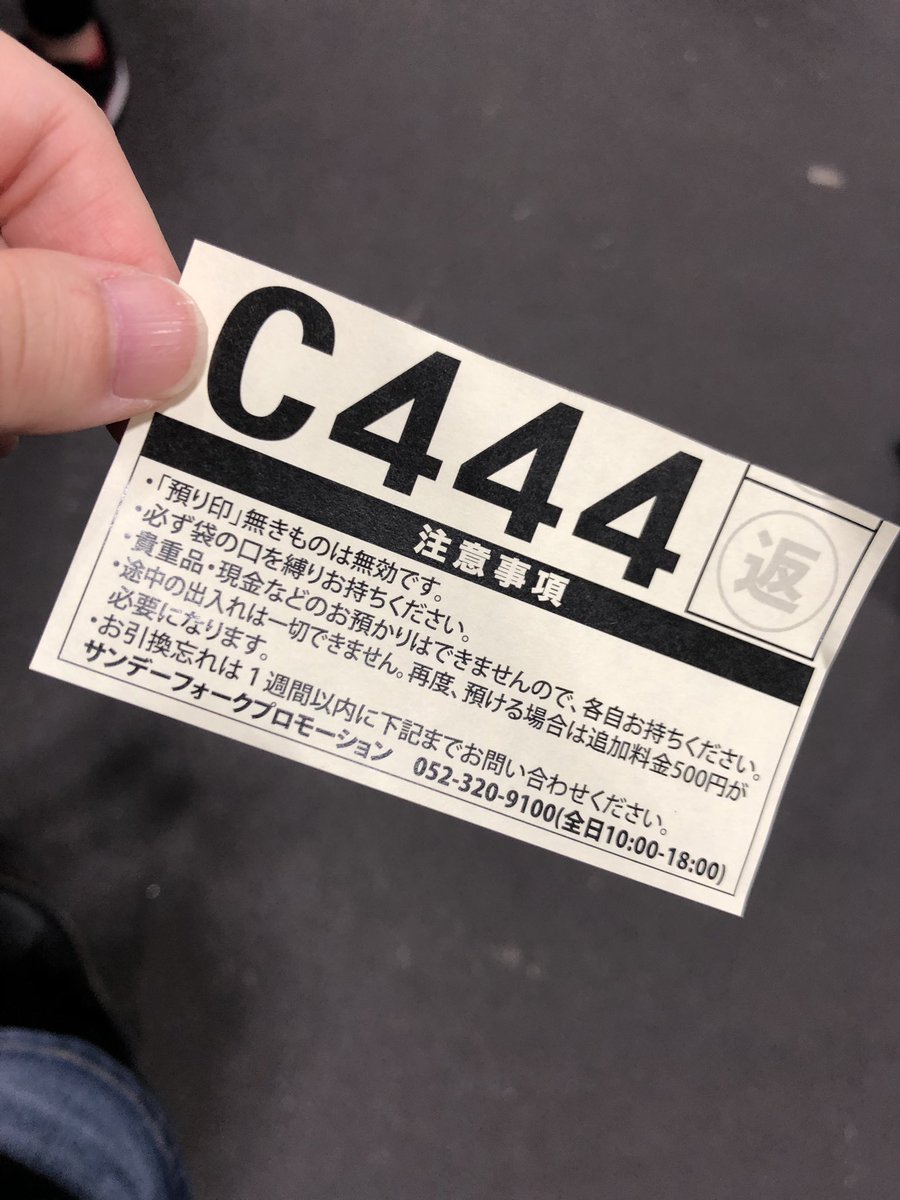 C444
返
注意事項
・「預り印」無きものは無効です。
・必ず袋の口を縛りお持ちください。
・貴重品・現金などのお預かりはできませんので、各自お持ちください。
・途中の出入れは一切できません。再度、預ける場合は追加料金500円が
必要になります。
・お引換忘れは1週間以内に下記までお問い合わせください。
サンデーフォークプロモーション 052-320-9100(全日10:00-18:00)